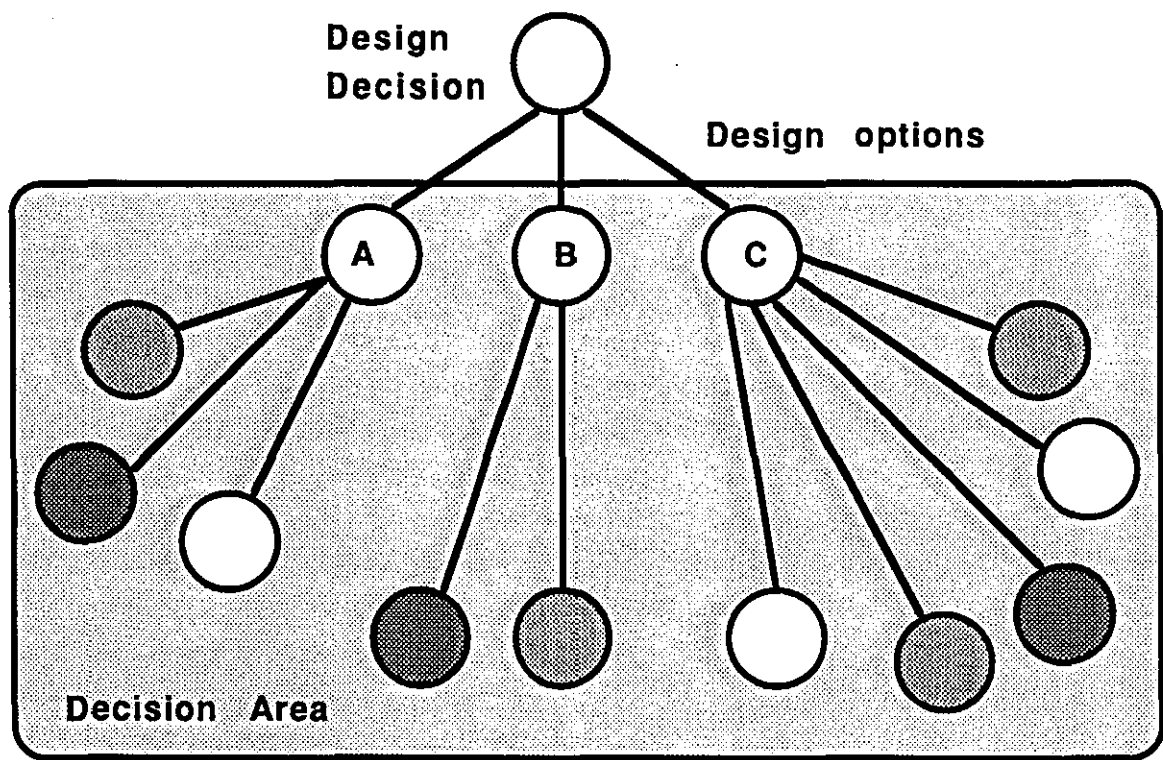 Design
Decision
Design options
A
B
C
Decision Area